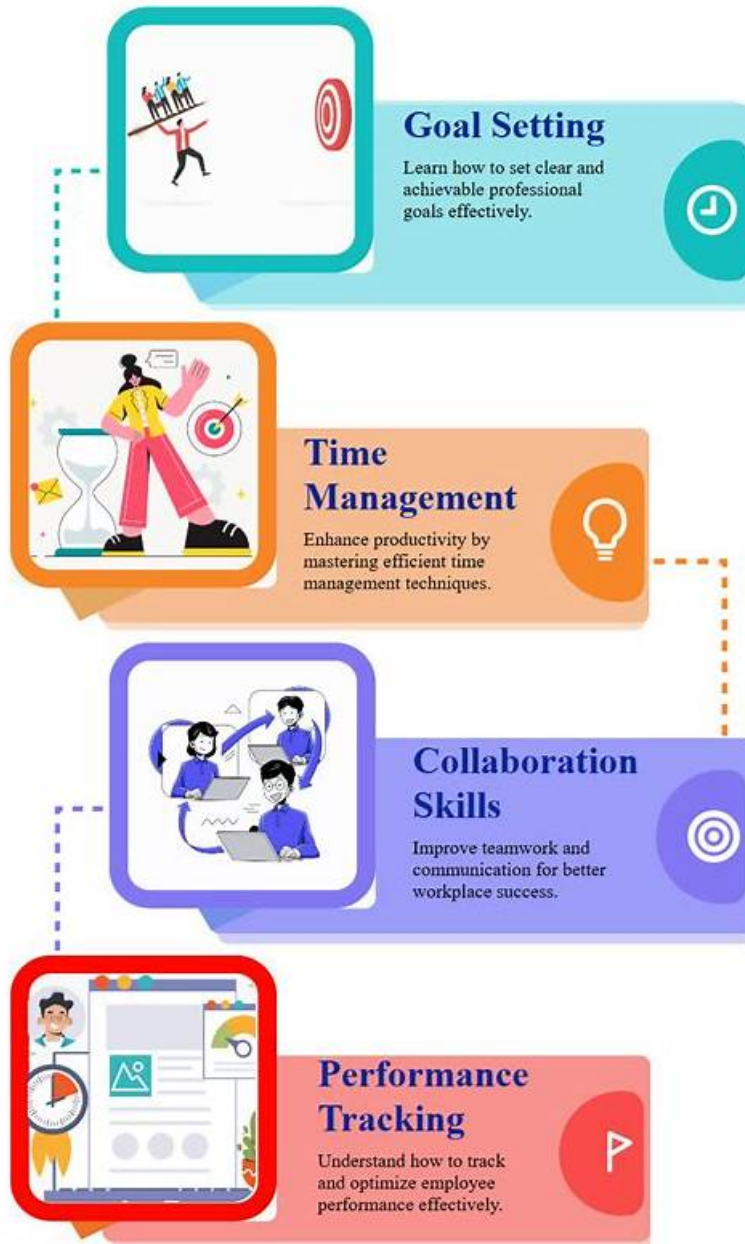 Goal Setting
Learn how to set clear and
achievable professional
goals effectively.
Time
Management
Enhance productivity by
mastering efficient time
management techniques.
Collaboration
Skills
Improve teamwork and
communication for better
workplace success.
Performance
Tracking
Understand how to track
and optimize employee
performance effectively.